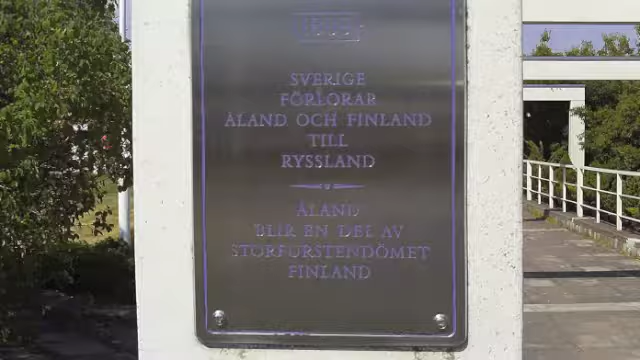 SVERIGE
FÖRLORAR
ÅLAND OCH FINLAND
TILL
RYSSLAND
ÅLAND
BLIR EN DEL AV
STORFURSTENDÖMET
FINLAND